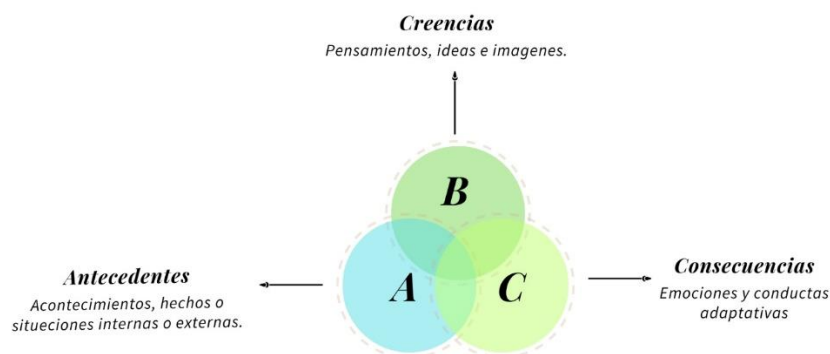 Creencias
Pensamientos, ideas e imagenes.
B
Antecedentes
Acontecimientos, hechos o
situeciones internas o externas.
A
C
Consecuencias
Emociones y conductas
adaptativas